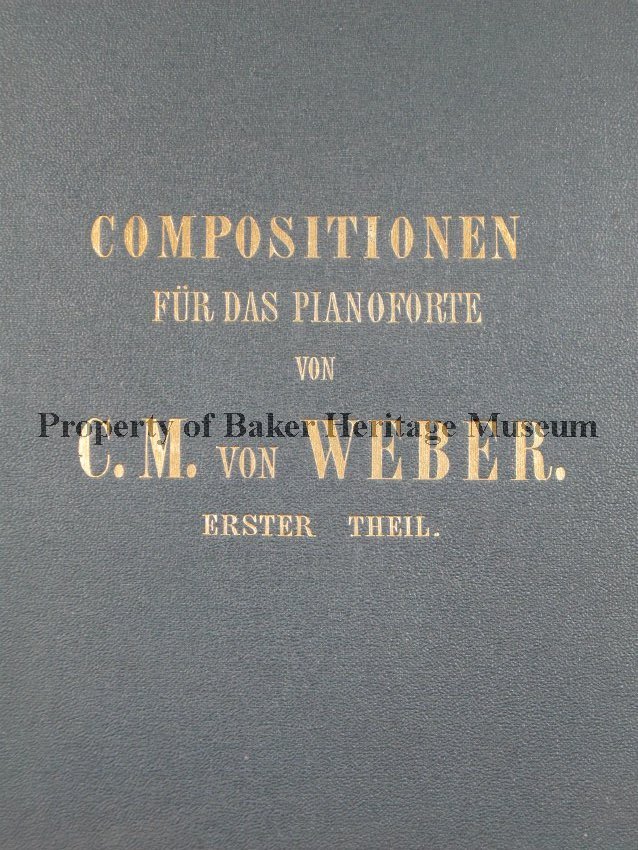 COMPOSITIONEN
FÜR DAS PIANOFORTE
VON
Property of Baker Heritage Museum
C. M. VON WEBER.
ERSTER THEIL.